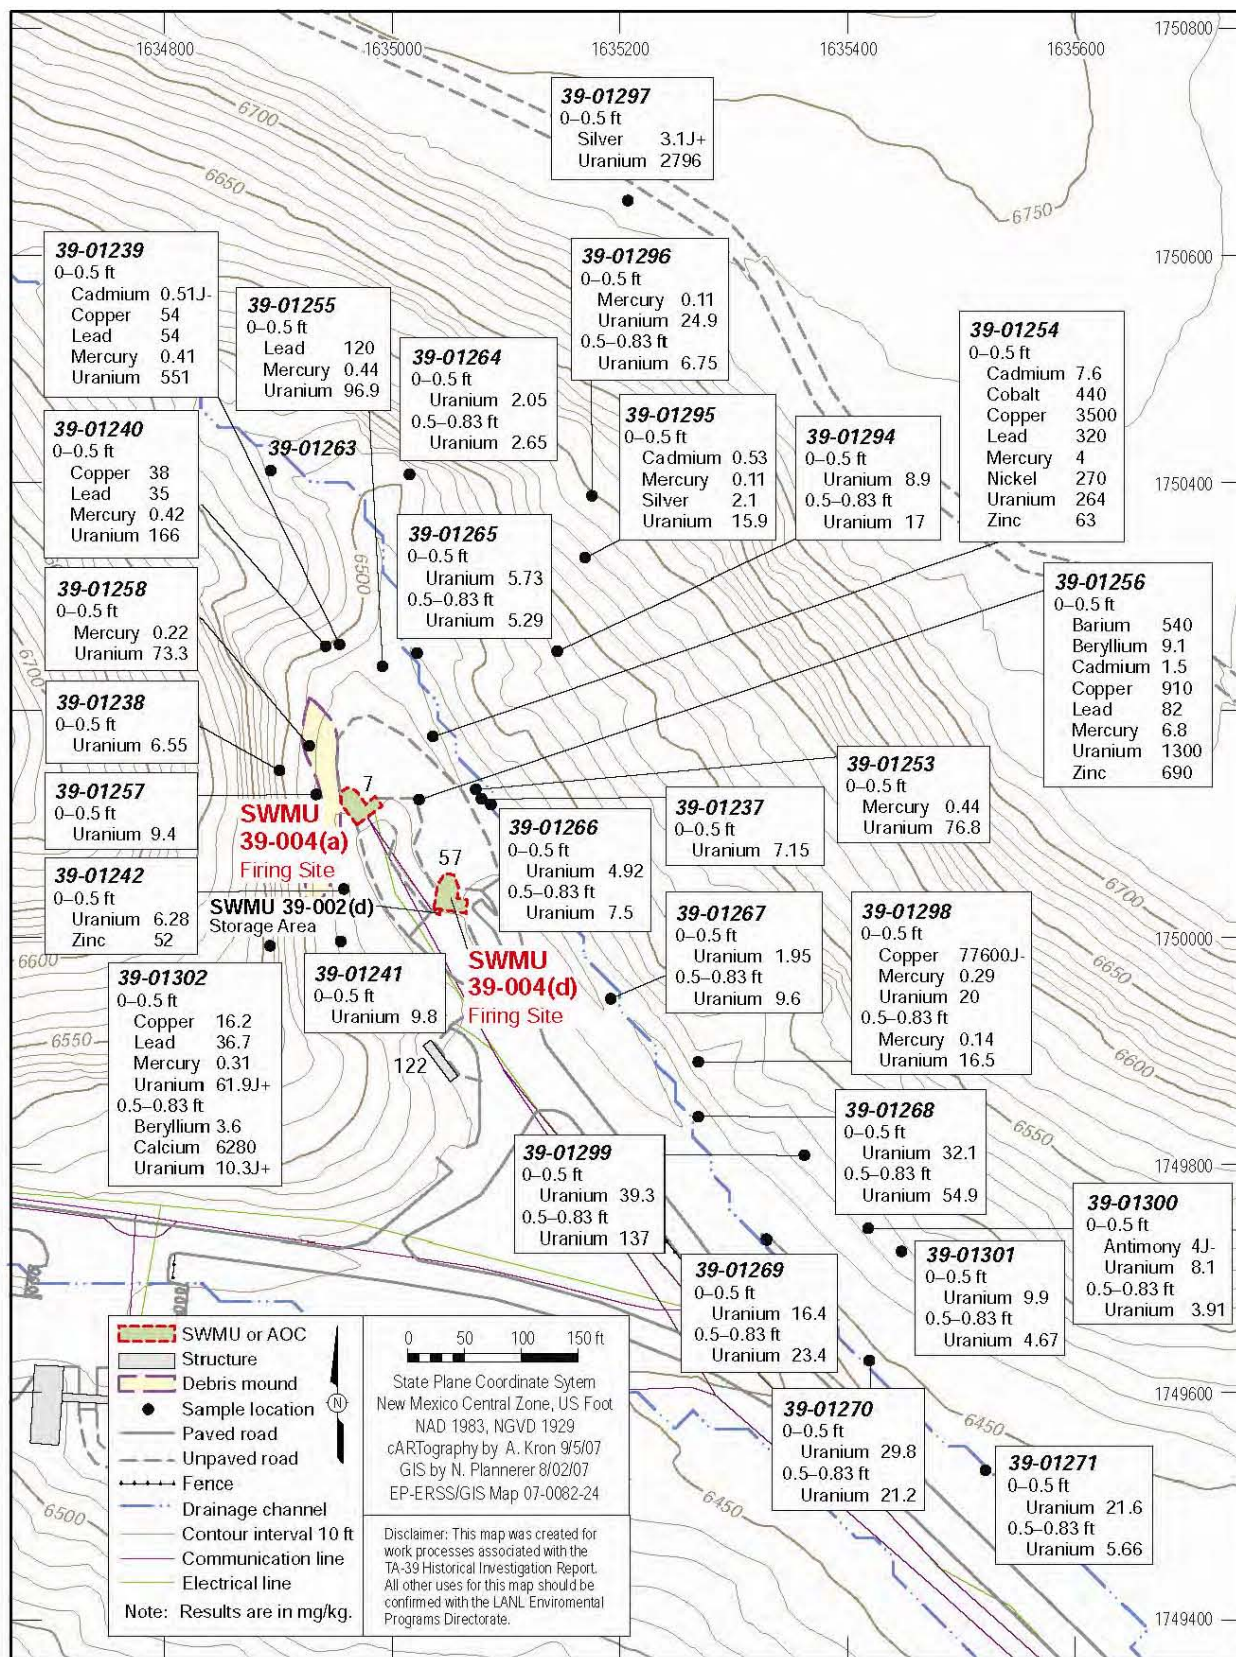 1634800
1635000
1635200
1635400
1635600
1750800
1750600
1750400
1750000
1749800
1749600
1749400
6700
6650
6750
6500
6700
6600
6550
6700
6650
6600
6550
6450
6450
6500
39-01297
0–0.5 ft
Silver 3.1J+
Uranium 2796
39-01239
0–0.5 ft
Cadmium 0.51J-
Copper 54
Lead 54
Mercury 0.41
Uranium 551
39-01255
0–0.5 ft
Lead 120
Mercury 0.44
Uranium 96.9
39-01296
0–0.5 ft
Mercury 0.11
Uranium 24.9
0.5–0.83 ft
Uranium 6.75
39-01264
0–0.5 ft
Uranium 2.05
0.5–0.83 ft
Uranium 2.65
39-01254
0–0.5 ft
Cadmium 7.6
Cobalt 440
Copper 3500
Lead 320
Mercury 4
Nickel 270
Uranium 264
Zinc 63
39-01240
0–0.5 ft
Copper 38
Lead 35
Mercury 0.42
Uranium 166
39-01263
39-01295
0–0.5 ft
Cadmium 0.53
Mercury 0.11
Silver 2.1
Uranium 15.9
39-01294
0–0.5 ft
Uranium 8.9
0.5–0.83 ft
Uranium 17
39-01265
0–0.5 ft
Uranium 5.73
0.5–0.83 ft
Uranium 5.29
39-01258
0–0.5 ft
Mercury 0.22
Uranium 73.3
39-01256
0–0.5 ft
Barium 540
Beryllium 9.1
Cadmium 1.5
Copper 910
Lead 82
Mercury 6.8
Uranium 1300
Zinc 690
39-01238
0–0.5 ft
Uranium 6.55
39-01257
0–0.5 ft
Uranium 9.4
7
SWMU
39-004(a)
Firing Site
57
39-01253
0–0.5 ft
Mercury 0.44
Uranium 76.8
39-01237
0–0.5 ft
Uranium 7.15
39-01266
0–0.5 ft
Uranium 4.92
0.5–0.83 ft
Uranium 7.5
39-01242
0–0.5 ft
Uranium 6.28
Zinc 52
SWMU 39-002(d)
Storage Area
39-01267
0–0.5 ft
Uranium 1.95
0.5–0.83 ft
Uranium 9.6
39-01298
0–0.5 ft
Copper 77600J-
Mercury 0.29
Uranium 20
0.5–0.83 ft
Mercury 0.14
Uranium 16.5
SWMU
39-004(d)
Firing Site
39-01302
0–0.5 ft
Copper 16.2
Lead 36.7
Mercury 0.31
Uranium 61.9J+
0.5–0.83 ft
Beryllium 3.6
Calcium 6280
Uranium 10.3J+
39-01241
0–0.5 ft
Uranium 9.8
122
39-01268
0–0.5 ft
Uranium 32.1
0.5–0.83 ft
Uranium 54.9
39-01299
0–0.5 ft
Uranium 39.3
0.5–0.83 ft
Uranium 137
39-01300
0–0.5 ft
Antimony 4J-
Uranium 8.1
0.5–0.83 ft
Uranium 3.91
39-01301
0–0.5 ft
Uranium 9.9
0.5–0.83 ft
Uranium 4.67
39-01269
0–0.5 ft
Uranium 16.4
0.5–0.83 ft
Uranium 23.4
39-01270
0–0.5 ft
Uranium 29.8
0.5–0.83 ft
Uranium 21.2
39-01271
0–0.5 ft
Uranium 21.6
0.5–0.83 ft
Uranium 5.66
SWMU or AOC
Structure
Debris mound
Sample location
Paved road
Unpaved road
Fence
Drainage channel
Contour interval 10 ft
Communication line
Electrical line
Note: Results are in mg/kg.
N
0 50 100 150 ft
State Plane Coordinate Sytem
New Mexico Central Zone, US Foot
NAD 1983, NGVD 1929
cARTography by A. Kron 9/5/07
GIS by N. Plannerer 8/02/07
EP-ERSS/GIS Map 07-0082-24
Disclaimer: This map was created for
work processes associated with the
TA-39 Historical Investigation Report.
All other uses for this map should be
confirmed with the LANL Enviromental
Programs Directorate.